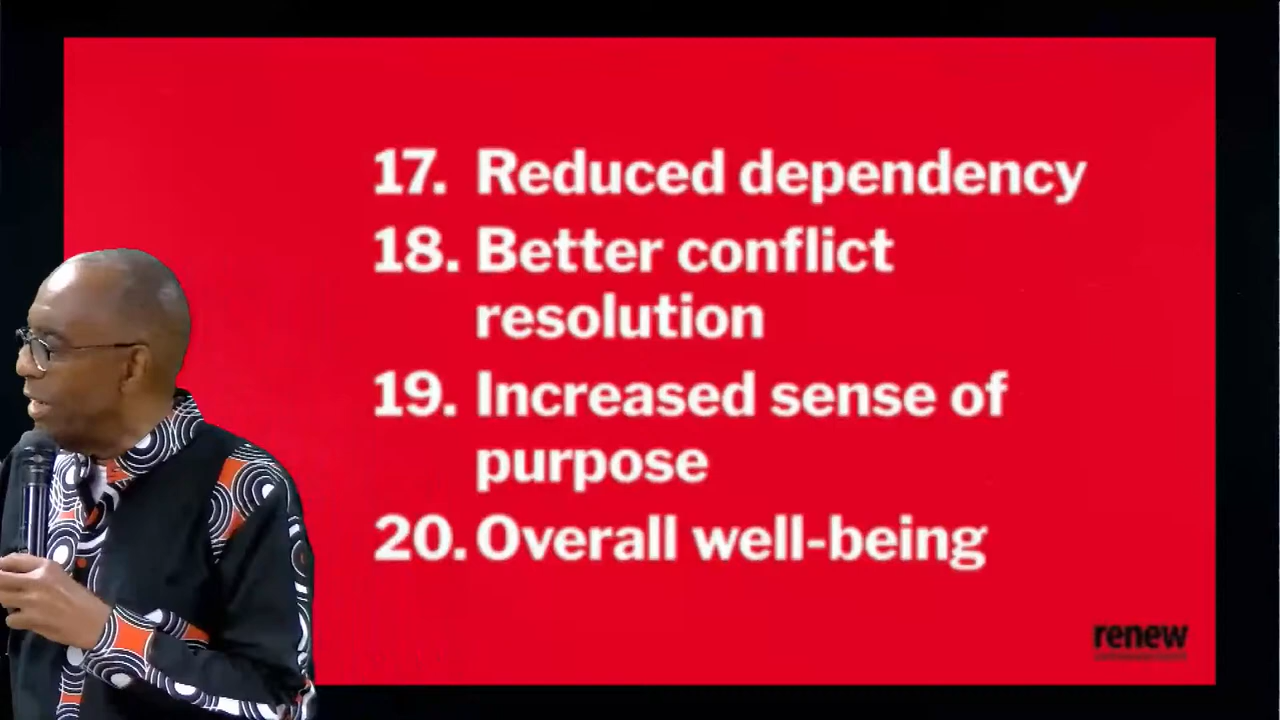 17. Reduced dependency
18. Better conflict
resolution
19. Increased sense of
purpose
20. Overall well-being
renew